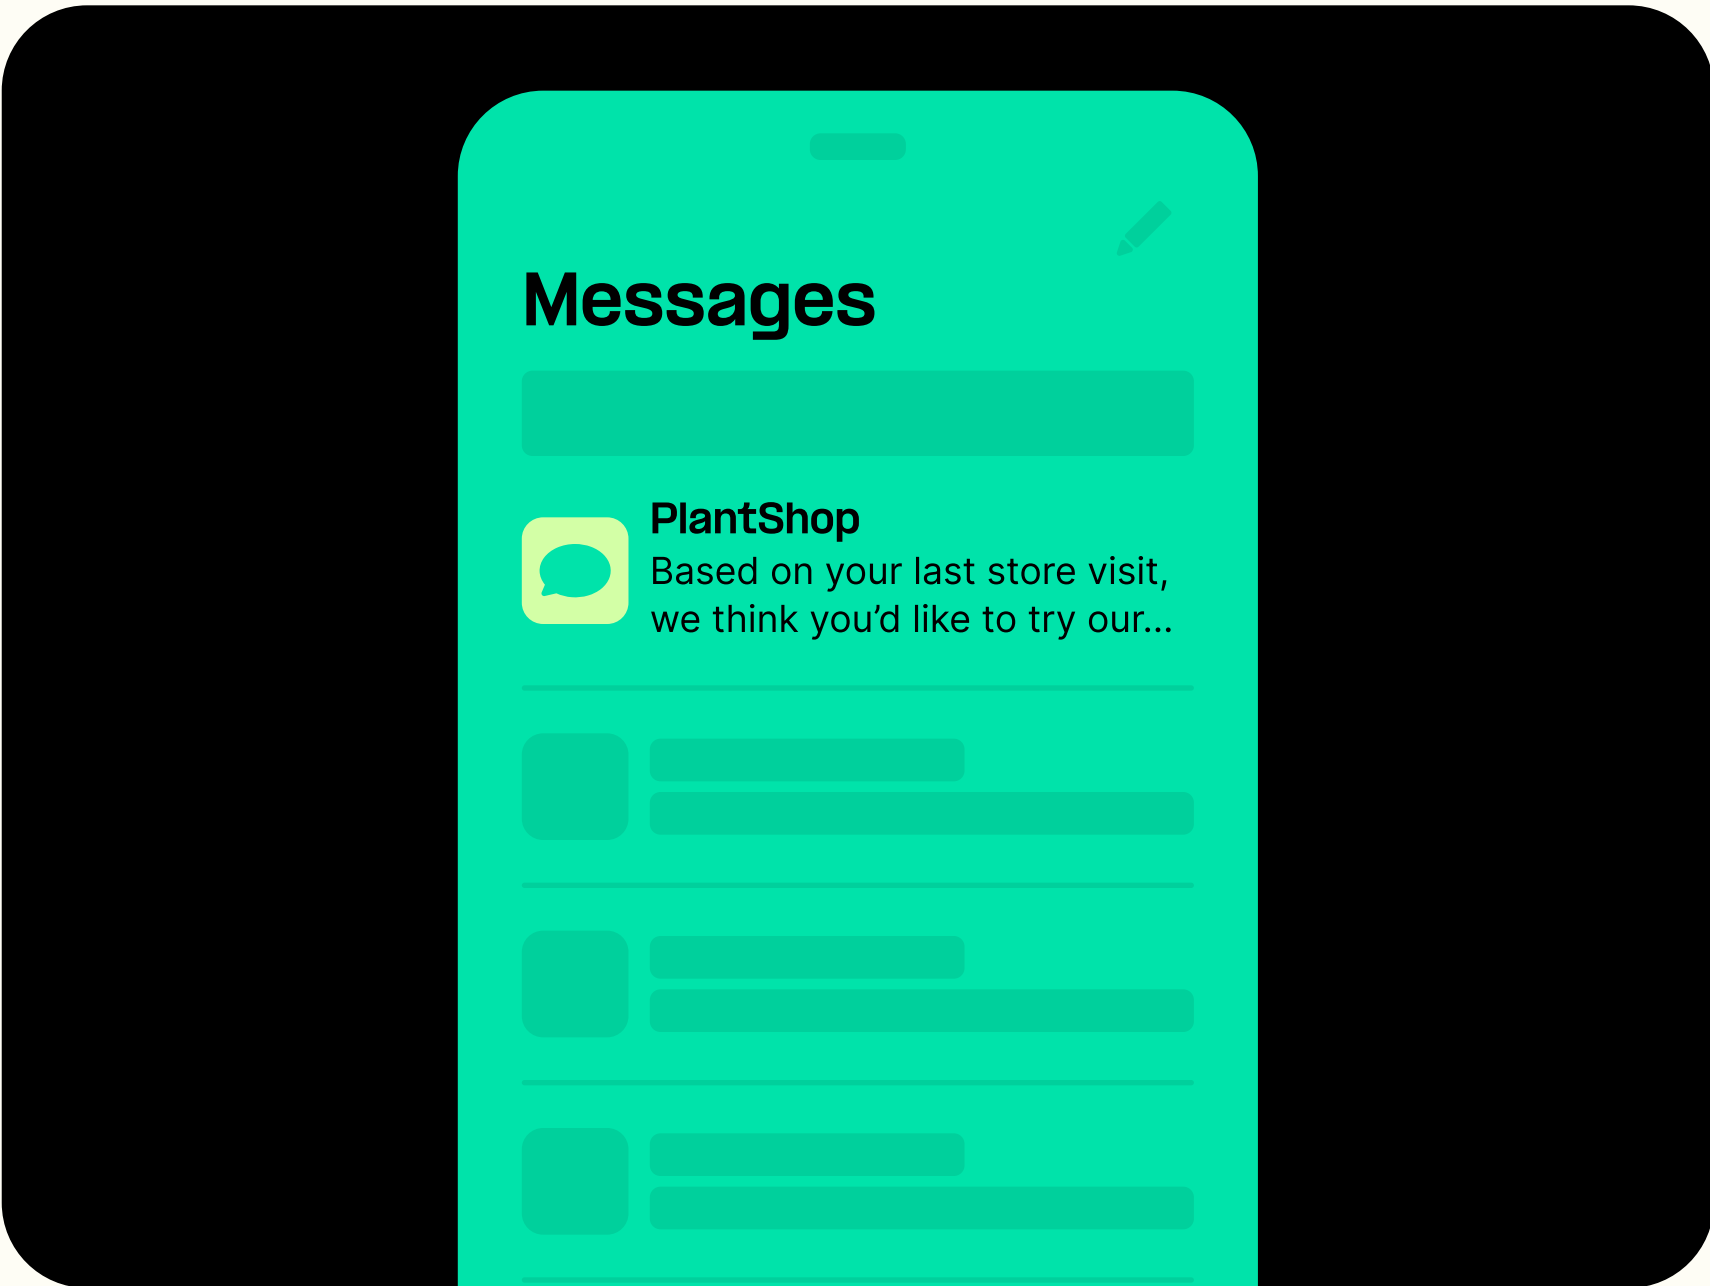 Messages
PlantShop
Based on your last store visit,
we think you’d like to try our...